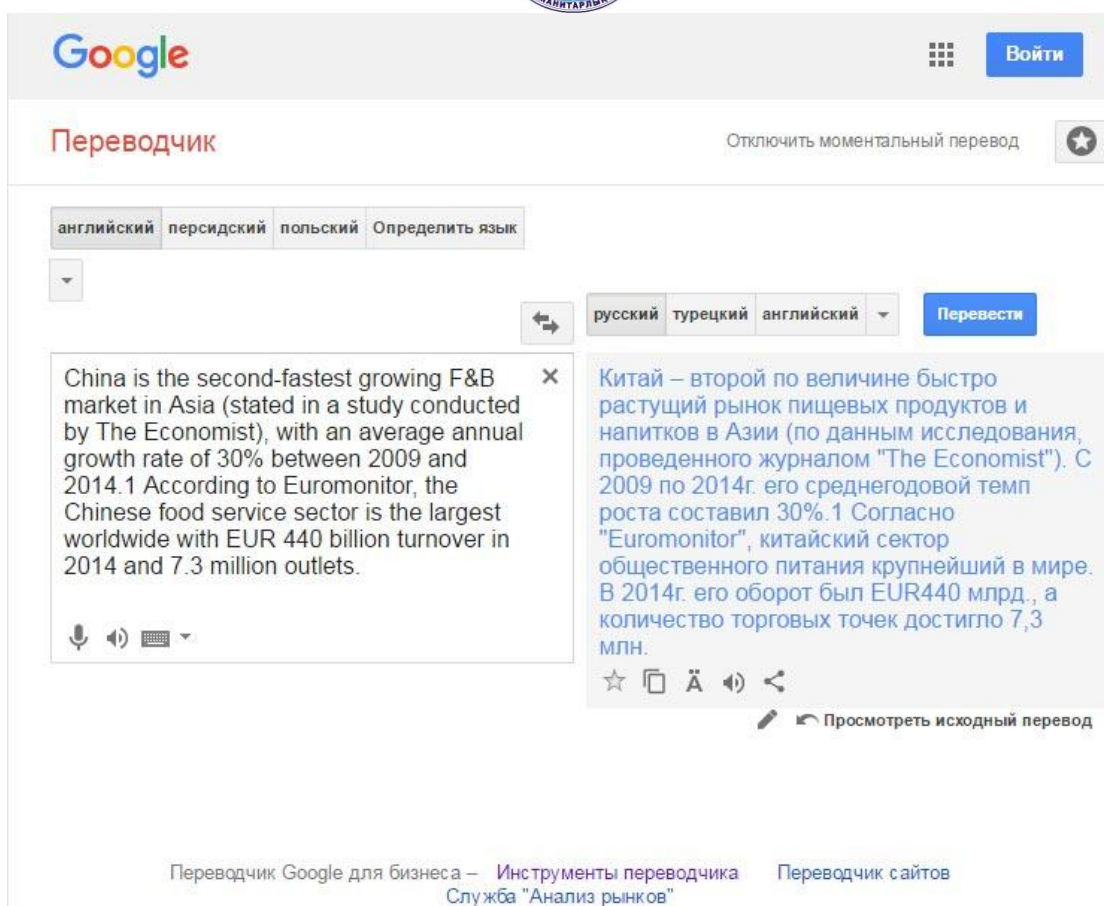 Google
Войти
Переводчик
Отключить моментальный перевод
английский персидский польский Определить язык
русский турецкий английский
Перевести
China is the second-fastest growing F&B
market in Asia (stated in a study conducted
by The Economist), with an average annual
growth rate of 30% between 2009 and
2014.1 According to Euromonitor, the
Chinese food service sector is the largest
worldwide with EUR 440 billion turnover in
2014 and 7.3 million outlets.
Китай – второй по величине быстро
растущий рынок пищевых продуктов и
напитков в Азии (по данным исследования,
проведенного журналом "The Economist"). С
2009 по 2014г. его среднегодовой темп
роста составил 30%.1 Согласно
"Euromonitor", китайский сектор
общественного питания крупнейший в мире.
В 2014г. его оборот был EUR440 млрд., а
количество торговых точек достигло 7,3
млн.
Ä
Просмотреть исходный перевод
Переводчик Google для бизнеса – Инструменты переводчика Переводчик сайтов
Служба "Анализ рынков"